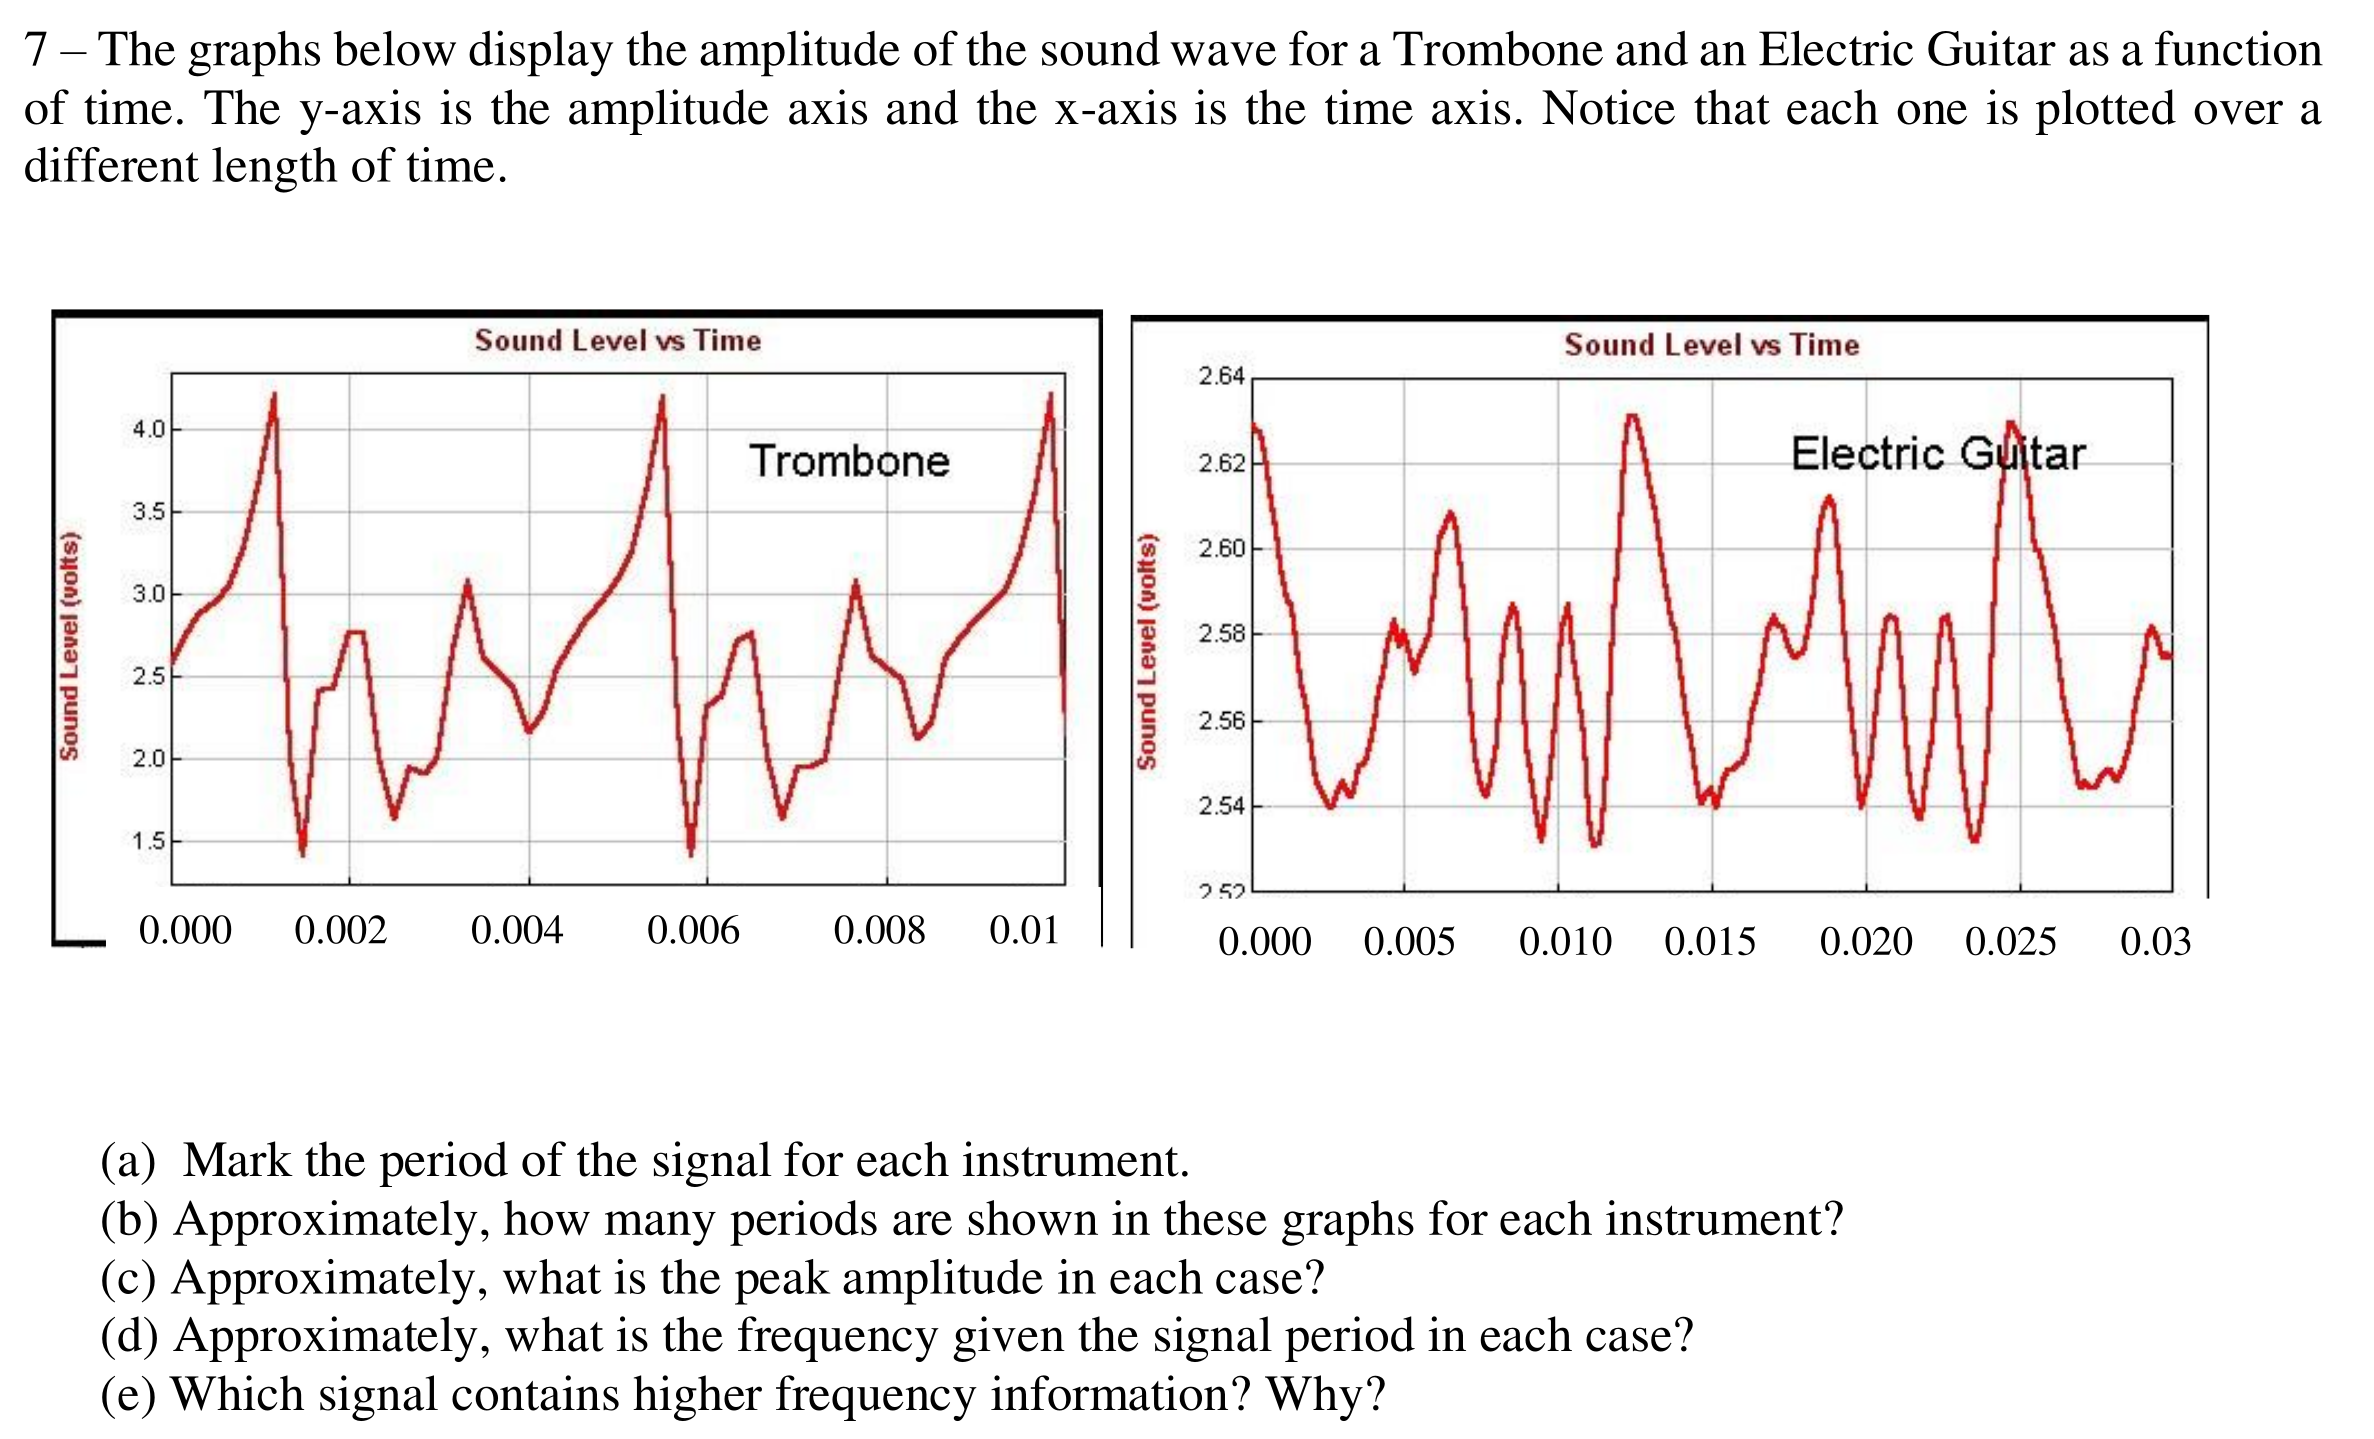 7 – The graphs below display the amplitude of the sound wave for a Trombone and an Electric Guitar as a function
of time. The y-axis is the amplitude axis and the x-axis is the time axis. Notice that each one is plotted over a
different length of time.
Sound Level vs Time
Trombone
Sound Level (volts)
4.0
3.5
3.0
2.5
2.0
1.5
0.000 0.002 0.004 0.006 0.008 0.01
Sound Level vs Time
Electric Guitar
Sound Level (volts)
2.64
2.62
2.60
2.58
2.56
2.54
2.52
0.000 0.005 0.010 0.015 0.020 0.025 0.03
(a) Mark the period of the signal for each instrument.
(b) Approximately, how many periods are shown in these graphs for each instrument?
(c) Approximately, what is the peak amplitude in each case?
(d) Approximately, what is the frequency given the signal period in each case?
(e) Which signal contains higher frequency information? Why?